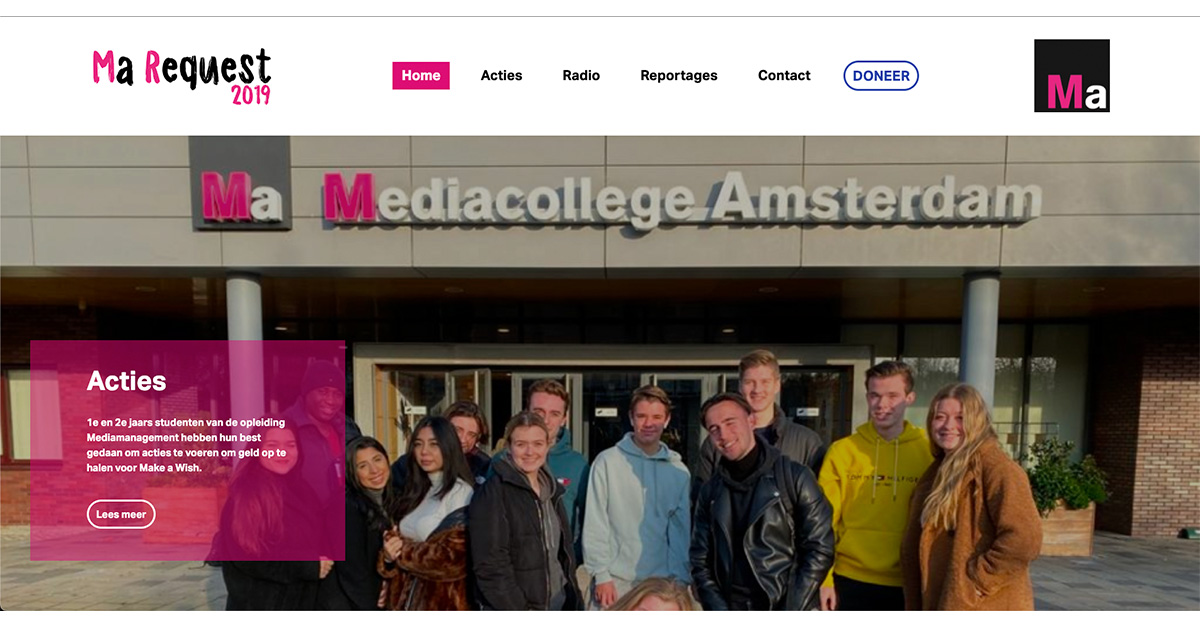 Ma Request
2019
Home
Acties
Radio
Reportages
Contact
DONEER
Ma
Ma Mediacollege Amsterdam
Acties
1e en 2e jaars studenten van de opleiding
Mediamanagement hebben hun best
gedaan om acties te voeren om geld op te
halen voor Make a Wish.
Lees meer
TOMMY HILFIGER